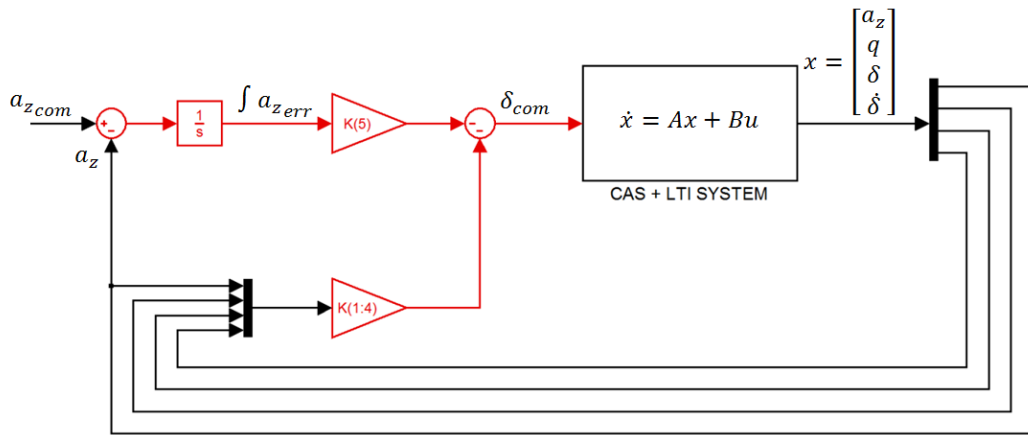 a_{z_{com}}
+
−
a_z
1/s
∫ a_{z_{err}}
K(5)
−
−
δ_{com}
ẋ = Ax + Bu
CAS + LTI SYSTEM
x = [a_z
q
δ
δ̇]
K(1:4)